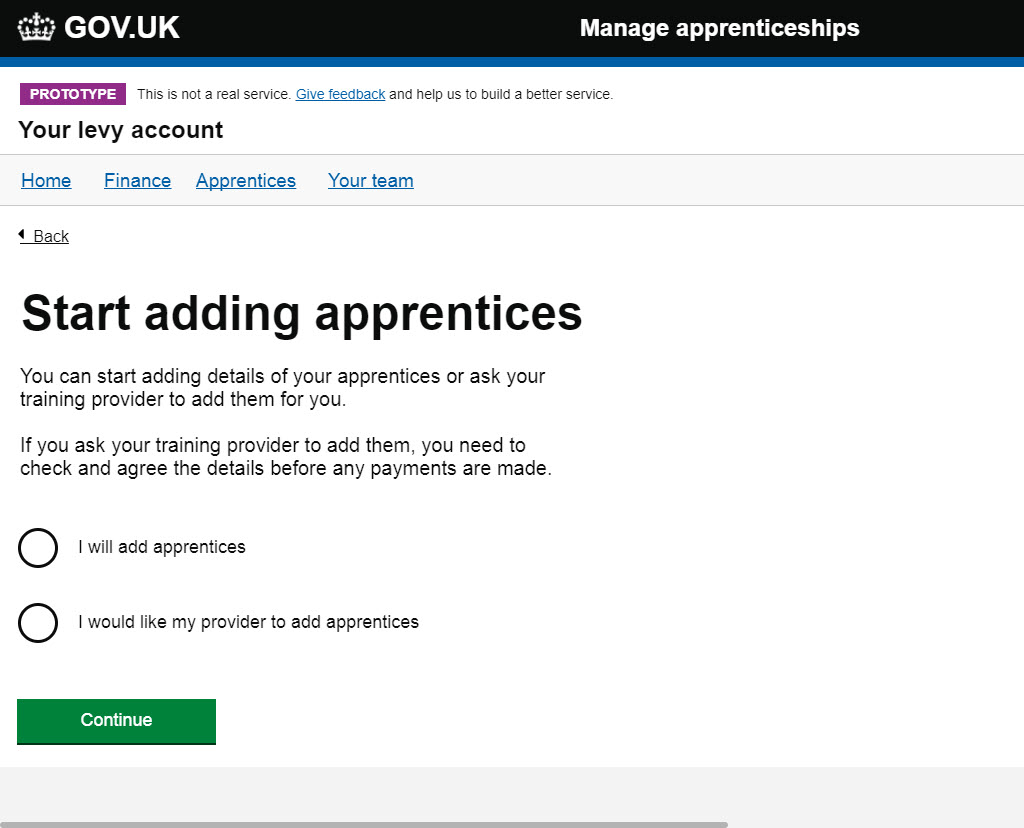 GOV.UK Manage apprenticeships
PROTOTYPE This is not a real service. Give feedback and help us to build a better service.
Your levy account
Home Finance Apprentices Your team
Back
Start adding apprentices
You can start adding details of your apprentices or ask your
training provider to add them for you.
If you ask your training provider to add them, you need to
check and agree the details before any payments are made.
I will add apprentices
I would like my provider to add apprentices
Continue